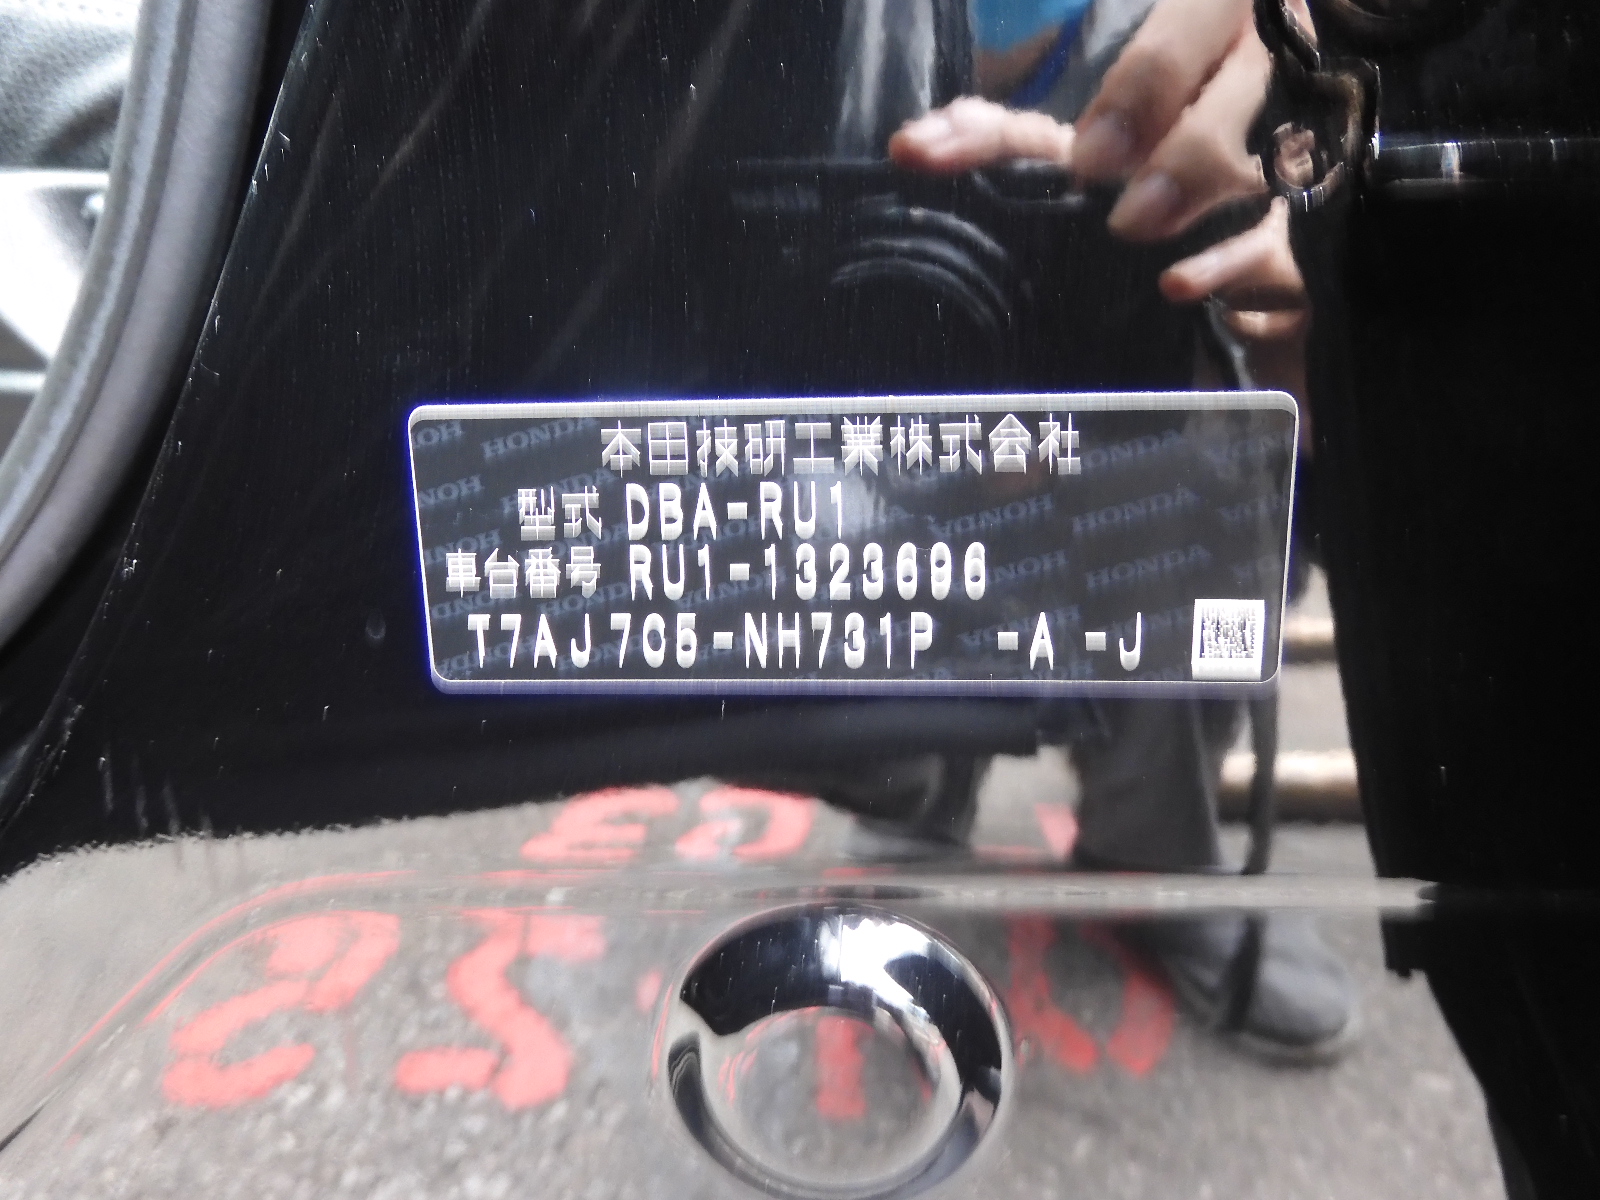 本田技研工業株式会社
型式 DBA-RU1
車台番号 RU1-1323696
T7AJ705-NH731P -A -J